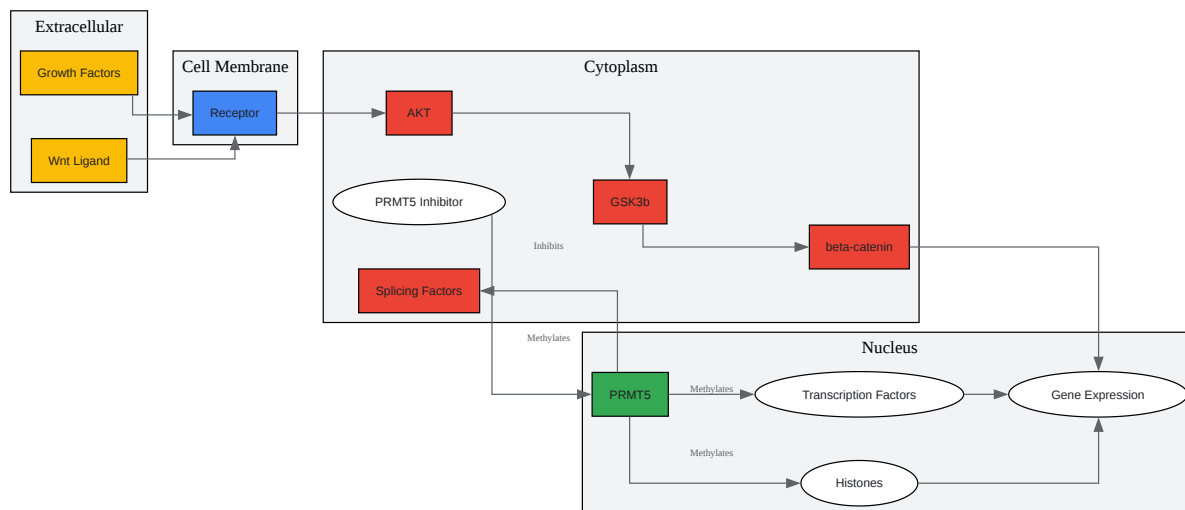 Extracellular
Growth Factors
Wnt Ligand
Cell Membrane
Receptor
Cytoplasm
AKT
PRMT5 Inhibitor
GSK3b
Inhibits
beta-catenin
Splicing Factors
Methylates
Nucleus
PRMT5
Methylates
Transcription Factors
Gene Expression
Methylates
Histones